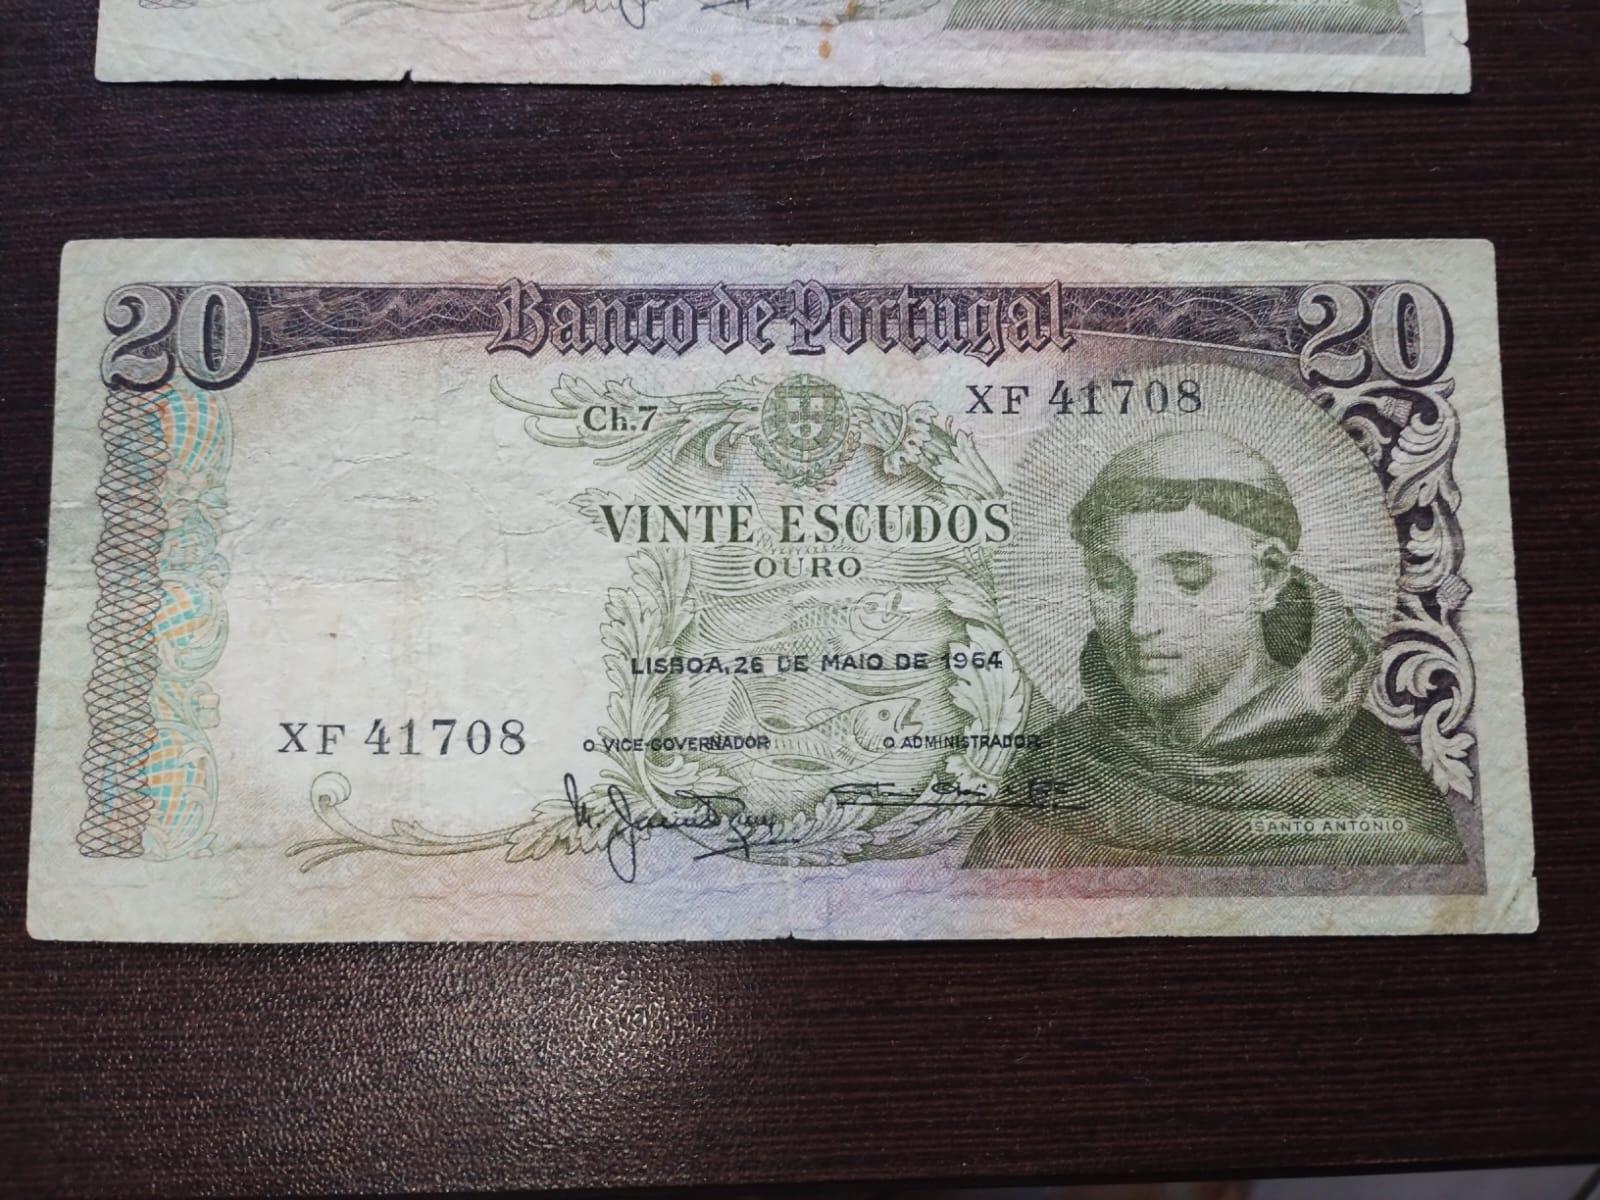 20 Banco de Portugal 20
Ch.7
XF 41708
VINTE ESCUDOS
OURO
LISBOA, 26 DE MAIO DE 1964
XF 41708
O VICE-GOVERNADOR
O ADMINISTRADOR
SANTO ANTÓNIO